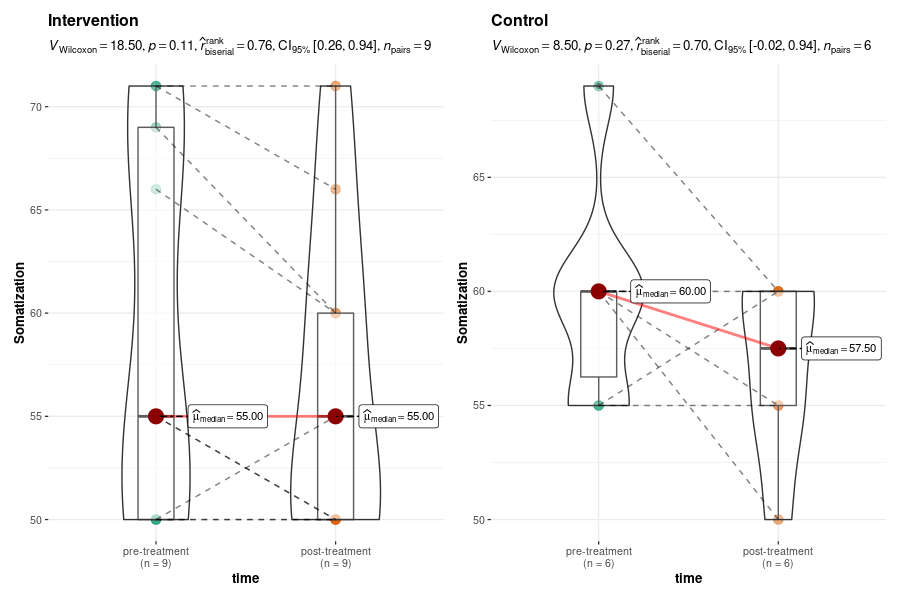 Intervention
V_Wilcoxon = 18.50, p = 0.11, r̂_biserial^rank = 0.76, CI_95% [0.26, 0.94], n_pairs = 9
Somatization
70
65
60
55
50
μ̂_median = 55.00
μ̂_median = 55.00
pre-treatment
(n = 9)
post-treatment
(n = 9)
time
Control
V_Wilcoxon = 8.50, p = 0.27, r̂_biserial^rank = 0.70, CI_95% [-0.02, 0.94], n_pairs = 6
Somatization
65
60
55
50
μ̂_median = 60.00
μ̂_median = 57.50
pre-treatment
(n = 6)
post-treatment
(n = 6)
time